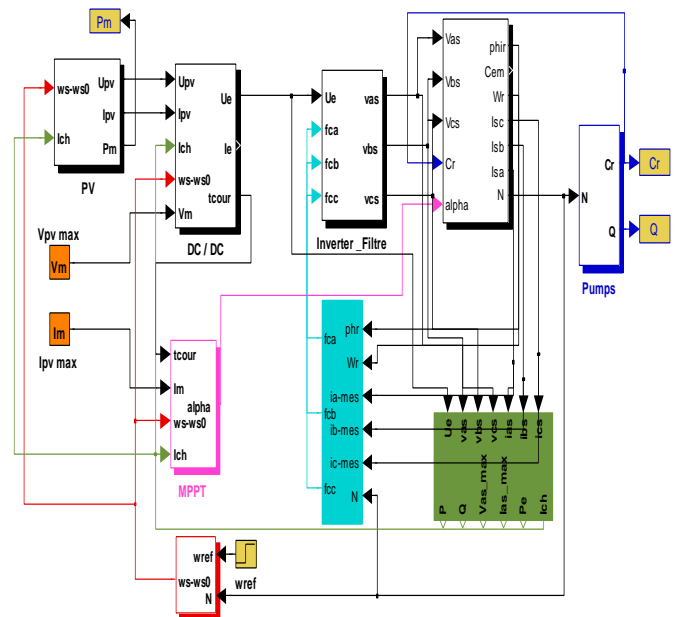 Pm
ws-ws0
Ich
Upv
Ipv
Pm
PV
Upv
Ipv
Ich
ws-ws0
Vm
Ue
Ie
tcour
DC / DC
Ue
fca
fcb
fcc
vas
vbs
vcs
Inverter _Filtre
Vas
Vbs
Vcs
Cr
alpha
phir
Cem
Wr
Isc
Isb
Isa
N
N
Cr
Q
Pumps
Cr
Q
Vpv max
Vm
Im
Ipv max
tcour
Im
alpha
ws-ws0
Ich
MPPT
phr
Wr
fca
ia-mes
fcb
ib-mes
ic-mes
fcc
N
Ue
vas
vbs
vcs
ias
ibs
ics
P
Q
Vas_max
Ias_max
Pe
Ich
wref
ws-ws0
N
wref